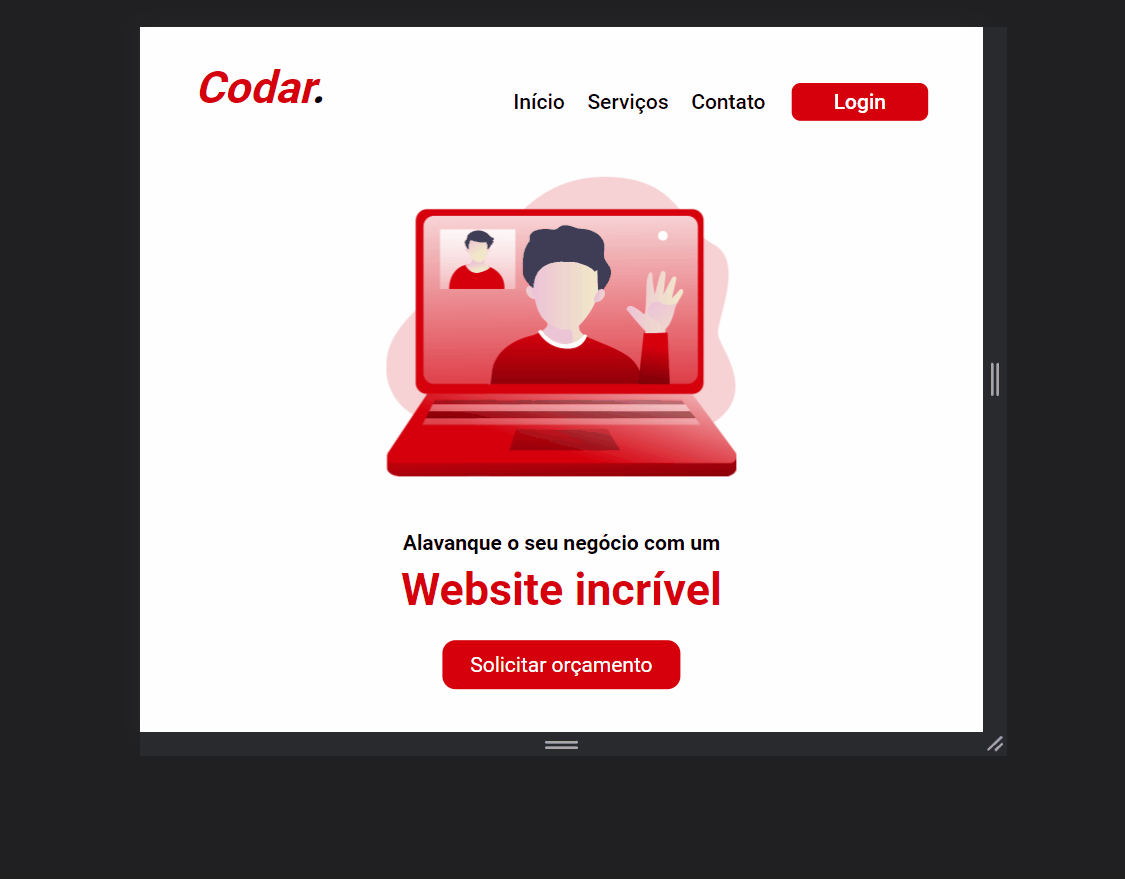 Codar.
Início Serviços Contato Login
Alavanque o seu negócio com um
Website incrível
Solicitar orçamento